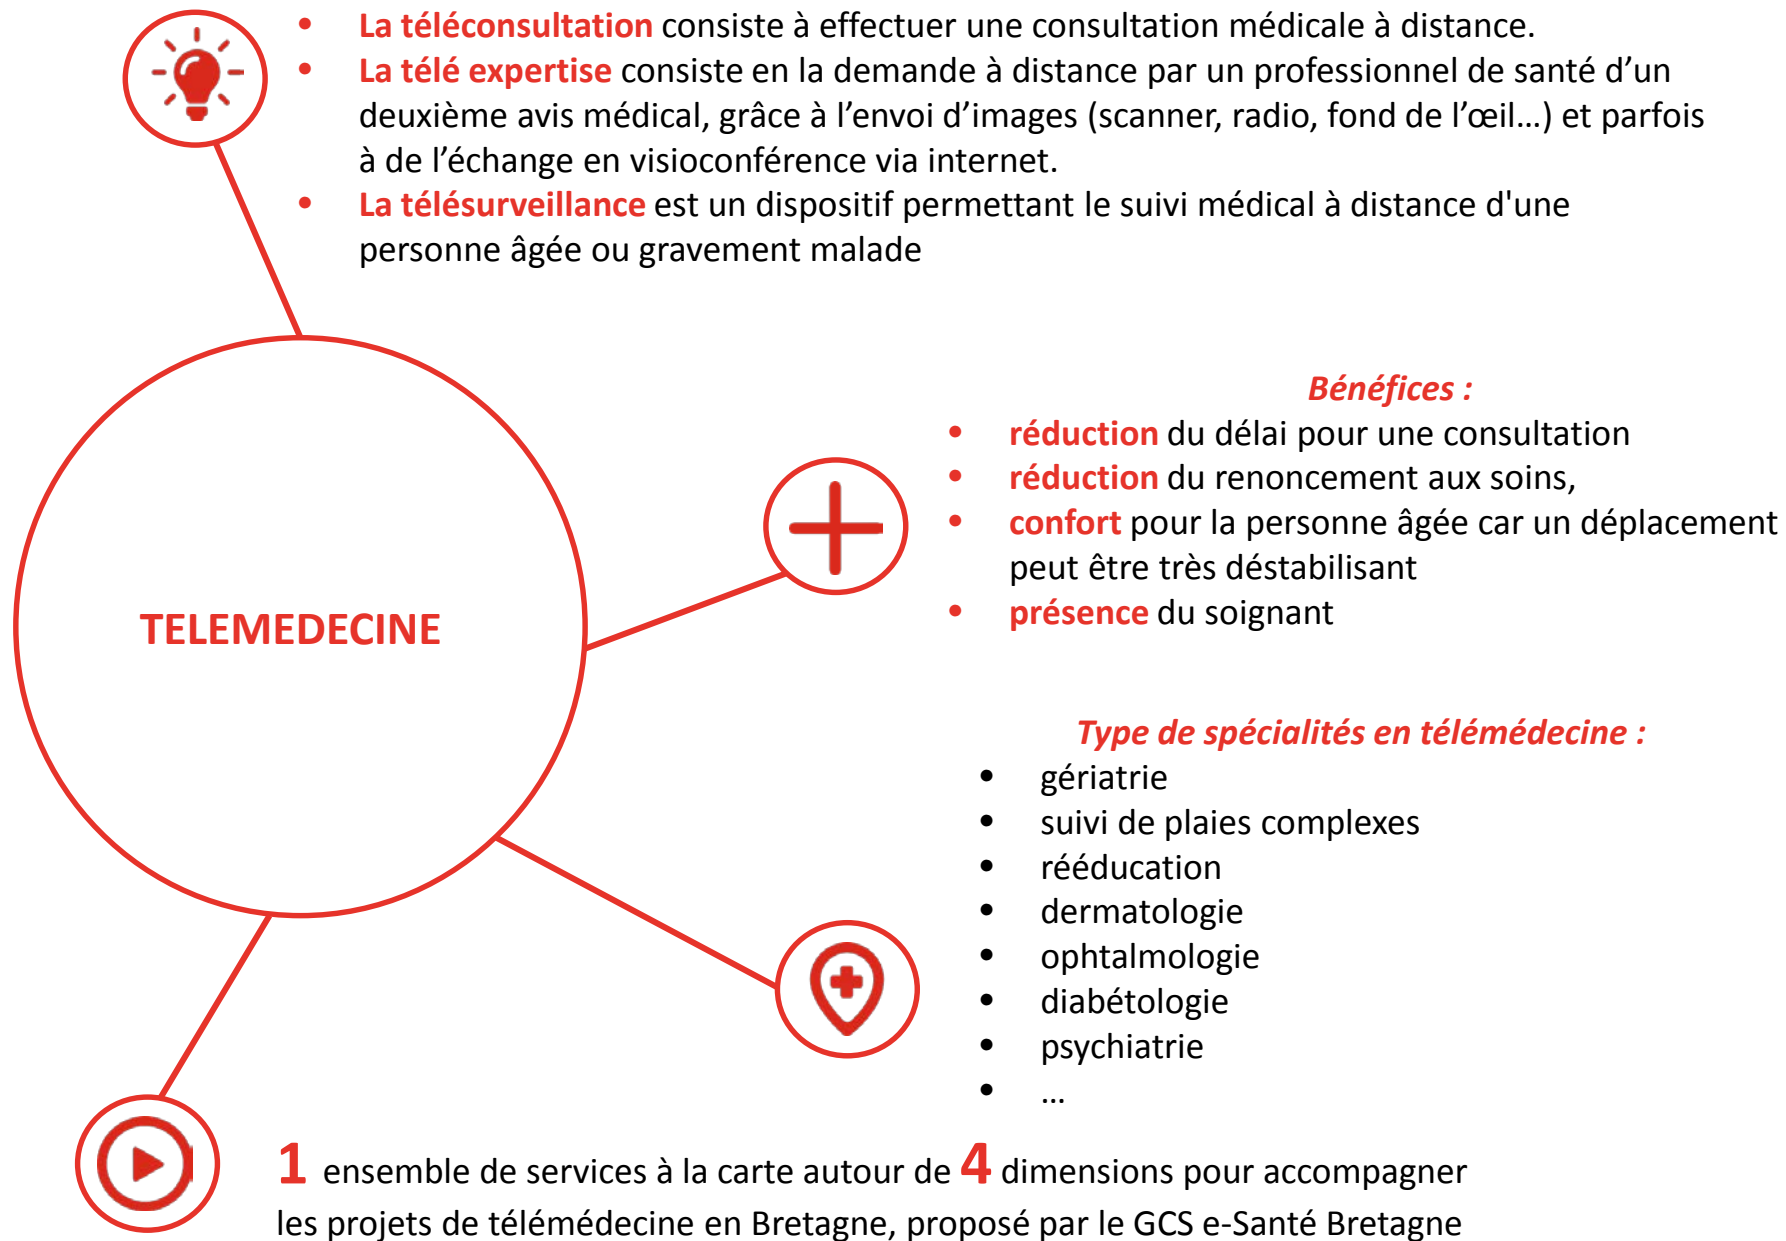 • La téléconsultation consiste à effectuer une consultation médicale à distance.
• La télé expertise consiste en la demande à distance par un professionnel de santé d’un
deuxième avis médical, grâce à l’envoi d’images (scanner, radio, fond de l’œil…) et parfois
à de l’échange en visioconférence via internet.
• La télésurveillance est un dispositif permettant le suivi médical à distance d'une
personne âgée ou gravement malade
TELEMEDECINE
Bénéfices :
• réduction du délai pour une consultation
• réduction du renoncement aux soins,
• confort pour la personne âgée car un déplacement
peut être très déstabilisant
• présence du soignant
Type de spécialités en télémédecine :
• gériatrie
• suivi de plaies complexes
• rééducation
• dermatologie
• ophtalmologie
• diabétologie
• psychiatrie
• …
1 ensemble de services à la carte autour de 4 dimensions pour accompagner
les projets de télémédecine en Bretagne, proposé par le GCS e-Santé Bretagne